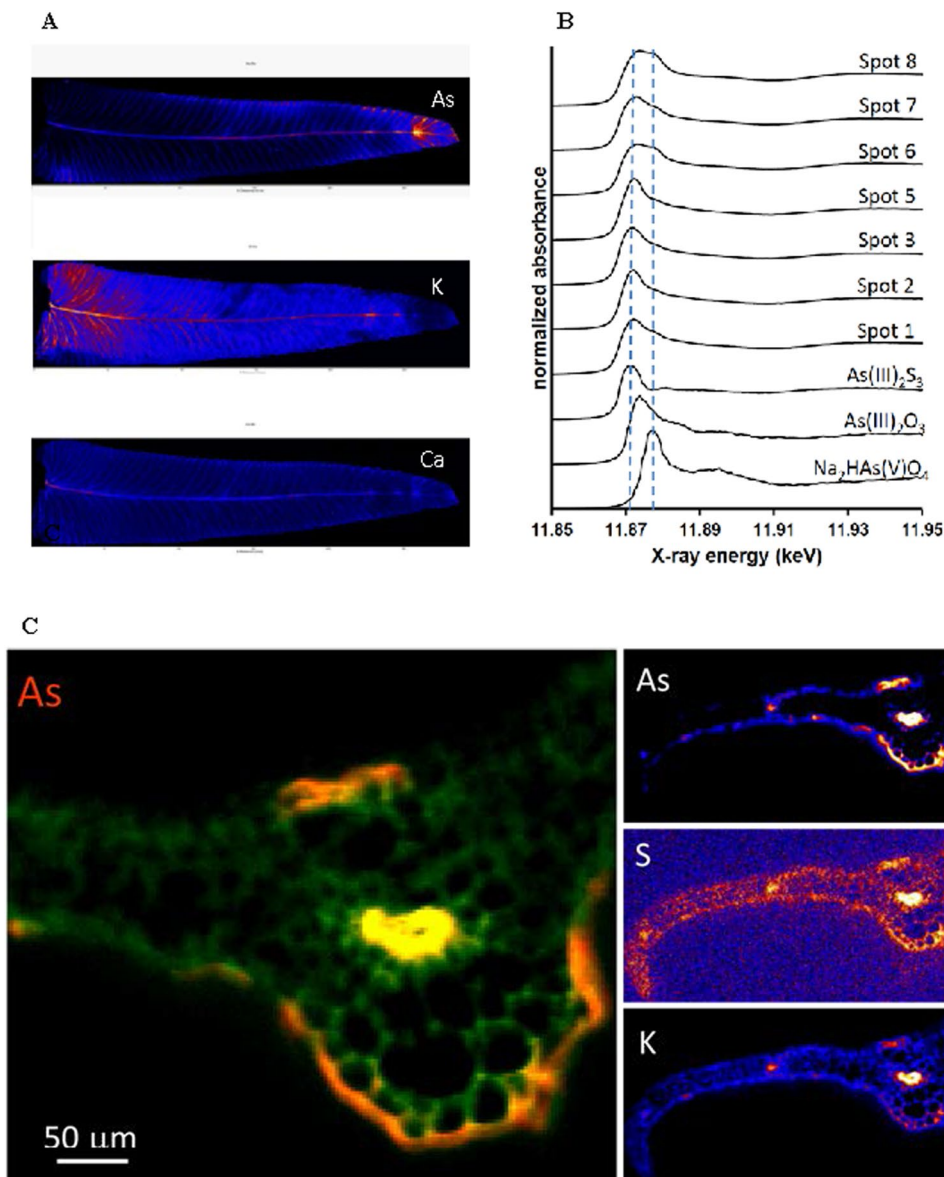 A
As
K
Ca
C
B
normalized absorbance
Spot 8
Spot 7
Spot 6
Spot 5
Spot 3
Spot 2
Spot 1
As(III)₂S₃
As(III)₂O₃
Na₂HAs(V)O₄
11.85 11.87 11.89 11.91 11.93 11.95
X-ray energy (keV)
C
As
50 µm
As
S
K